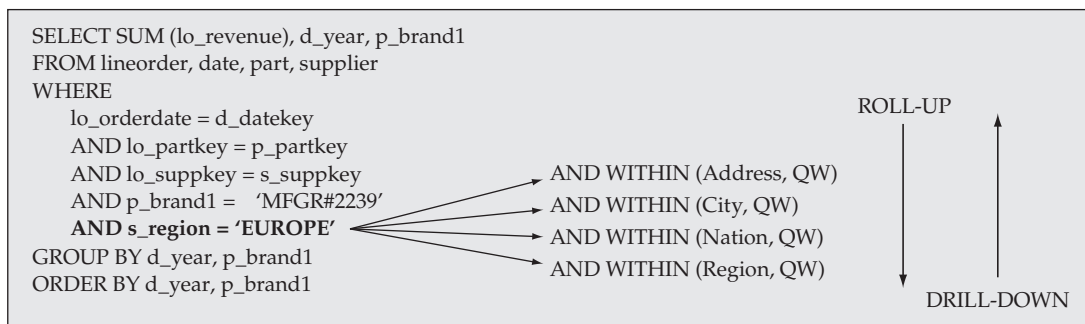 SELECT SUM (lo_revenue), d_year, p_brand1
FROM lineorder, date, part, supplier
WHERE
lo_orderdate = d_datekey
AND lo_partkey = p_partkey
AND lo_suppkey = s_suppkey
AND p_brand1 = ‘MFGR#2239’
AND s_region = ‘EUROPE’
GROUP BY d_year, p_brand1
ORDER BY d_year, p_brand1
AND WITHIN (Address, QW)
AND WITHIN (City, QW)
AND WITHIN (Nation, QW)
AND WITHIN (Region, QW)
ROLL-UP
DRILL-DOWN